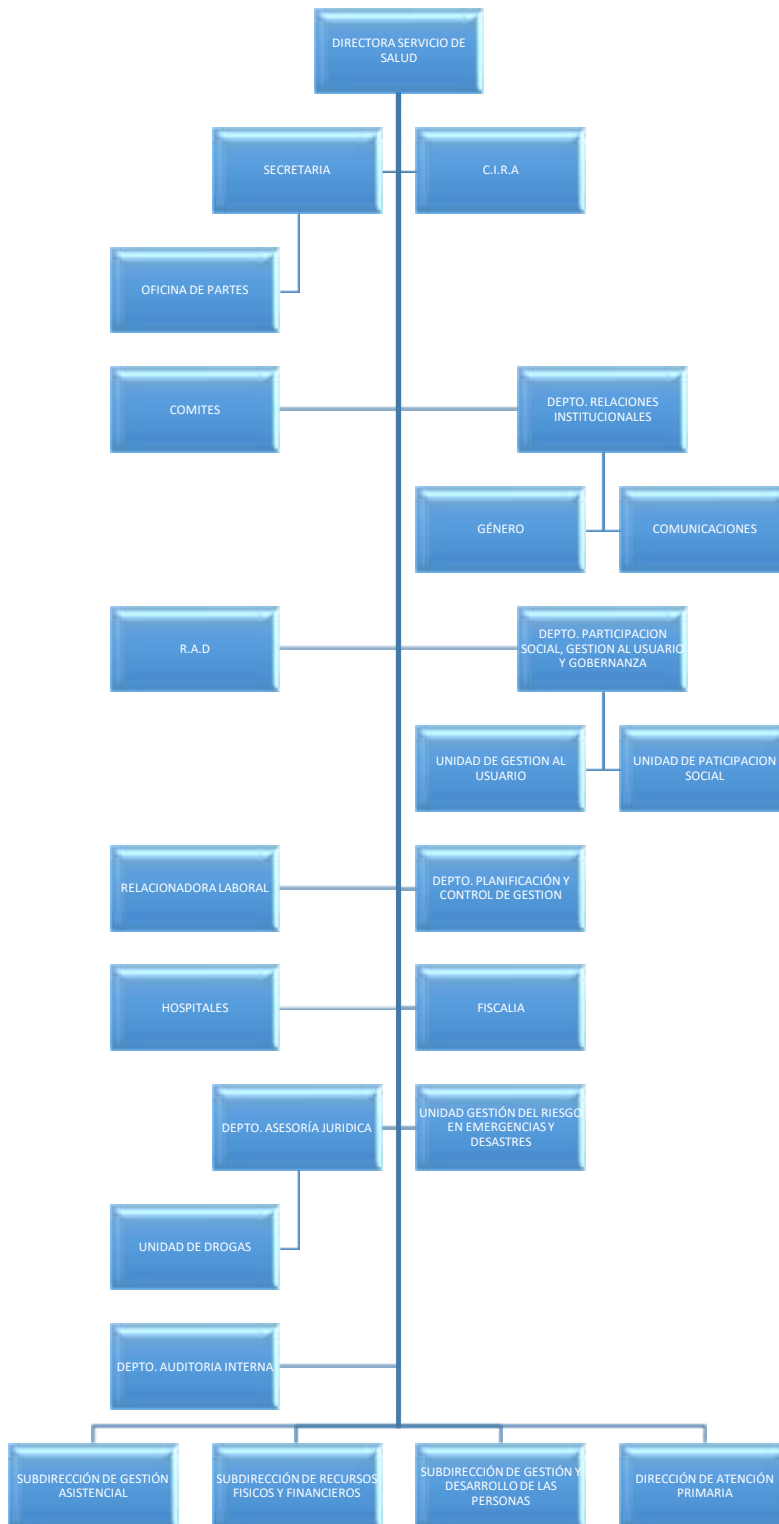 DIRECTORA SERVICIO DE
SALUD
SECRETARIA
C.I.R.A
OFICINA DE PARTES
COMITES
DEPTO. RELACIONES
INSTITUCIONALES
GÉNERO
COMUNICACIONES
R.A.D
DEPTO. PARTICIPACION
SOCIAL, GESTION AL USUARIO
Y GOBERNANZA
UNIDAD DE GESTION AL
USUARIO
UNIDAD DE PATICIPACION
SOCIAL
RELACIONADORA LABORAL
DEPTO. PLANIFICACIÓN Y
CONTROL DE GESTION
HOSPITALES
FISCALIA
DEPTO. ASESORÍA JURIDICA
UNIDAD GESTIÓN DEL RIESGO
EN EMERGENCIAS Y
DESASTRES
UNIDAD DE DROGAS
DEPTO. AUDITORIA INTERNA
SUBDIRECCIÓN DE GESTIÓN
ASISTENCIAL
SUBDIRECCIÓN DE RECURSOS
FISICOS Y FINANCIEROS
SUBDIRECCIÓN DE GESTIÓN Y
DESARROLLO DE LAS
PERSONAS
DIRECCIÓN DE ATENCIÓN
PRIMARIA